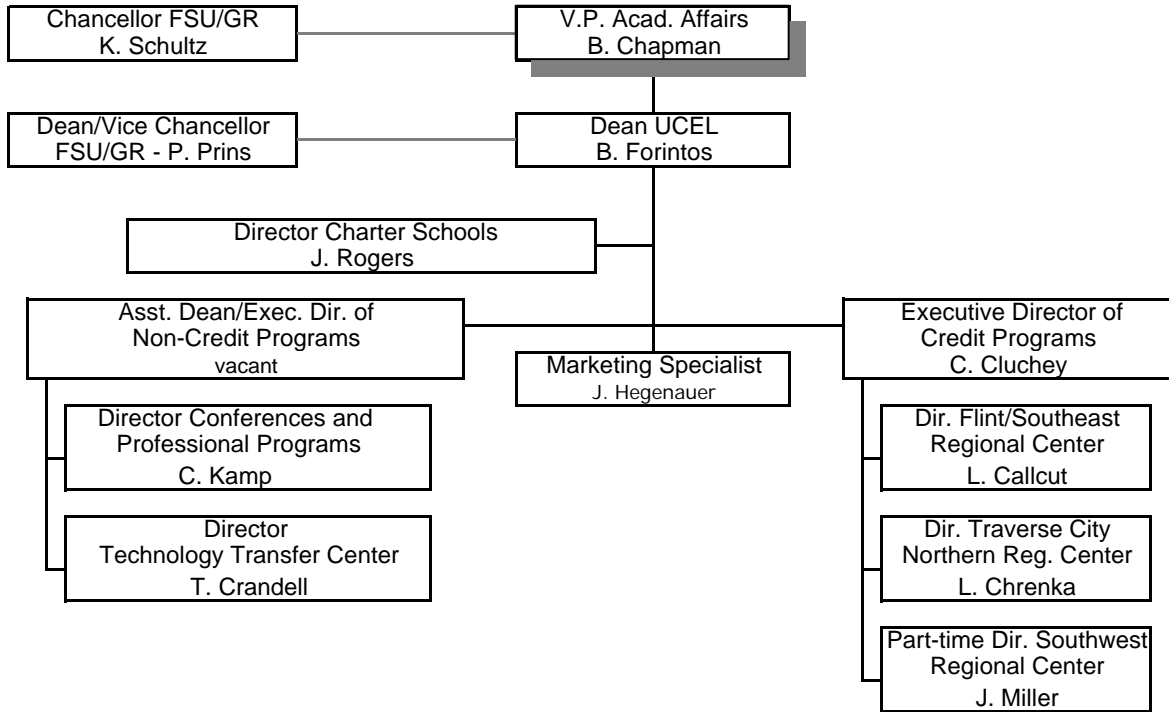 Chancellor FSU/GR
K. Schultz
V.P. Acad. Affairs
B. Chapman
Dean/Vice Chancellor
FSU/GR - P. Prins
Dean UCEL
B. Forintos
Director Charter Schools
J. Rogers
Asst. Dean/Exec. Dir. of
Non-Credit Programs
vacant
Marketing Specialist
J. Hegenauer
Executive Director of
Credit Programs
C. Cluchey
Director Conferences and
Professional Programs
C. Kamp
Director
Technology Transfer Center
T. Crandell
Dir. Flint/Southeast
Regional Center
L. Callcut
Dir. Traverse City
Northern Reg. Center
L. Chrenka
Part-time Dir. Southwest
Regional Center
J. Miller